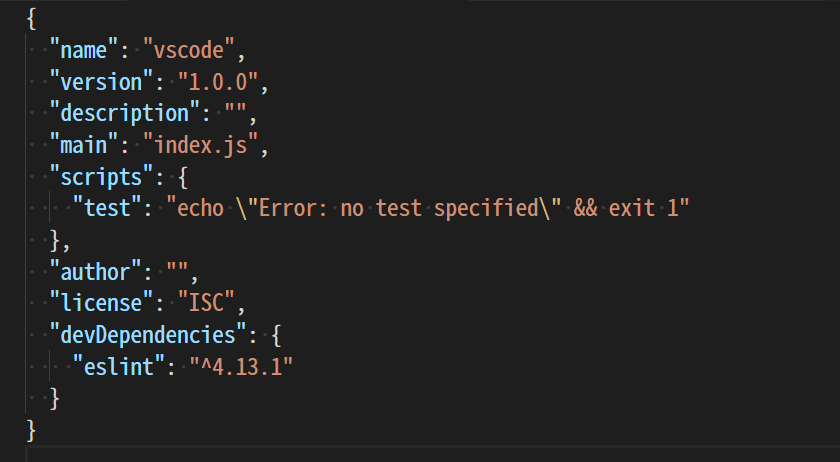 {
  "name": "vscode",
  "version": "1.0.0",
  "description": "",
  "main": "index.js",
  "scripts": {
    "test": "echo \"Error: no test specified\" && exit 1"
  },
  "author": "",
  "license": "ISC",
  "devDependencies": {
    "eslint": "^4.13.1"
  }
}